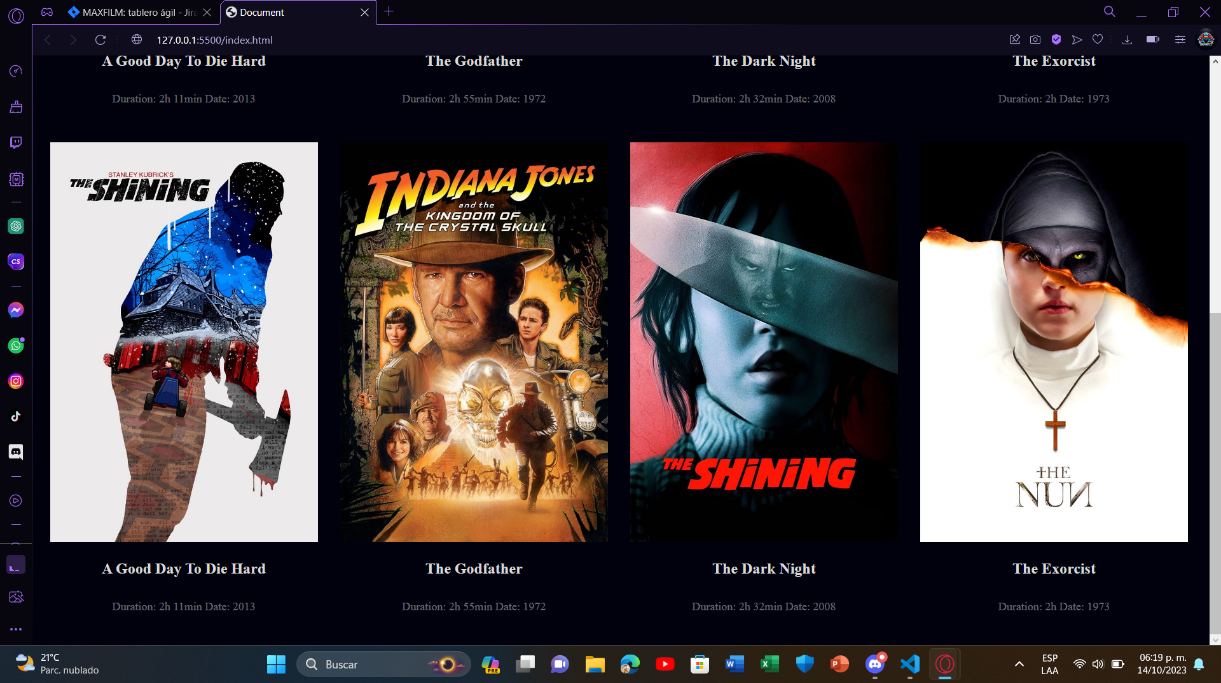 MAXFILM: tablero ágil - Jira
Document
127.0.0.1:5500/index.html
A Good Day To Die Hard
The Godfather
The Dark Night
The Exorcist
Duration: 2h 11min Date: 2013
Duration: 2h 55min Date: 1972
Duration: 2h 32min Date: 2008
Duration: 2h Date: 1973
STANLEY KUBRICK'S
THE SHiNiNG
INDIANA JONES
and the
KINGDOM OF
THE CRYSTAL SKULL
THE SHiNiNG
THE
NUN
A Good Day To Die Hard
The Godfather
The Dark Night
The Exorcist
Duration: 2h 11min Date: 2013
Duration: 2h 55min Date: 1972
Duration: 2h 32min Date: 2008
Duration: 2h Date: 1973
21°C
Parc. nublado
Buscar
ESP
LAA
06:19 p. m.
14/10/2023